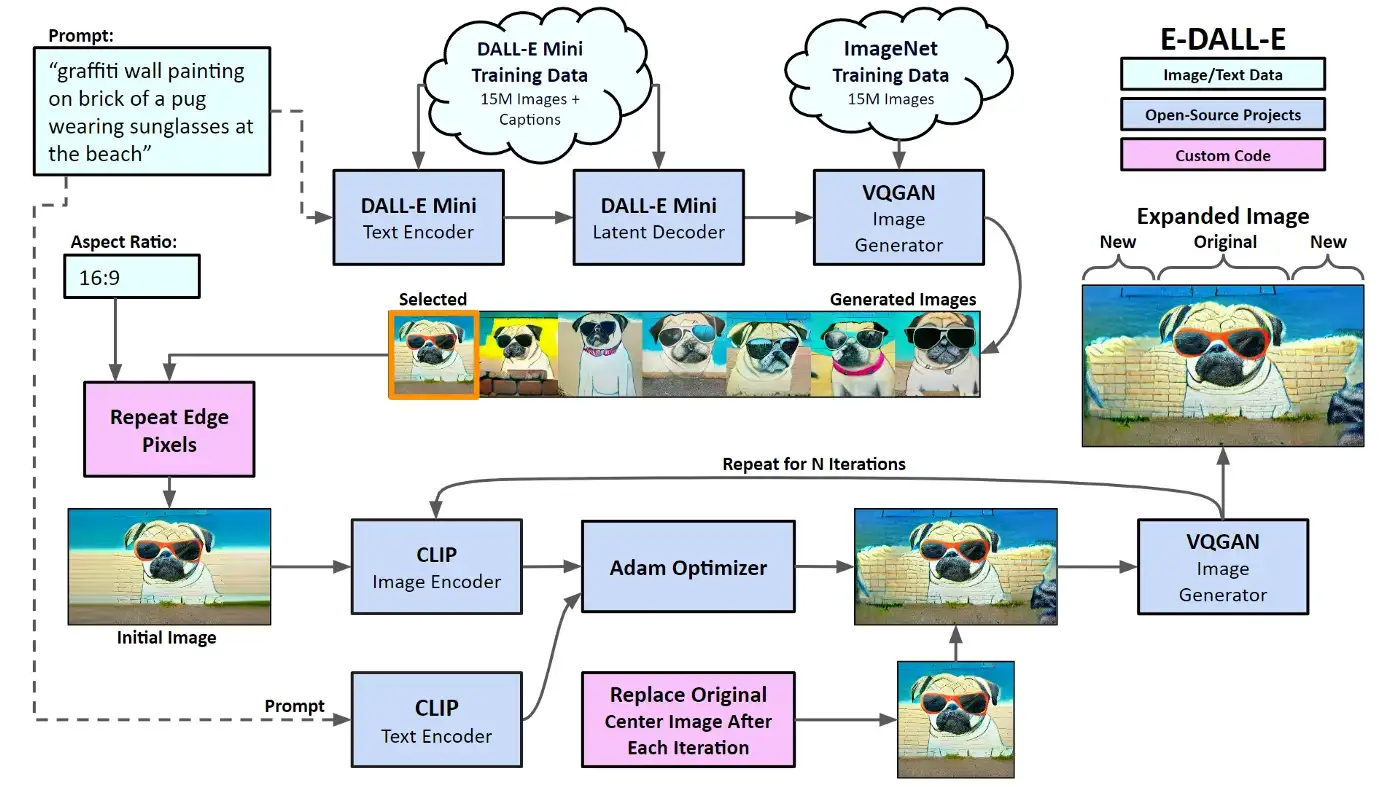 Prompt:
“graffiti wall painting
on brick of a pug
wearing sunglasses at
the beach”
DALL-E Mini
Training Data
15M Images +
Captions
ImageNet
Training Data
15M Images
E-DALL-E
Image/Text Data
Open-Source Projects
Custom Code
DALL-E Mini
Text Encoder
DALL-E Mini
Latent Decoder
VQGAN
Image
Generator
Aspect Ratio:
16:9
Selected
Generated Images
Expanded Image
New
Original
New
Repeat Edge
Pixels
Initial Image
Repeat for N Iterations
CLIP
Image Encoder
Adam Optimizer
VQGAN
Image
Generator
Prompt
CLIP
Text Encoder
Replace Original
Center Image After
Each Iteration